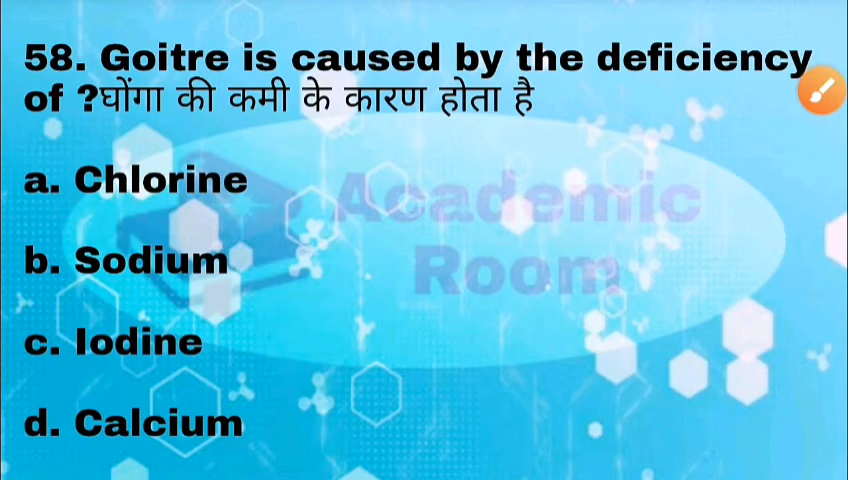 58. Goitre is caused by the deficiency
of ?घोंगा की कमी के कारण होता है
a. Chlorine
b. Sodium
c. Iodine
d. Calcium
Academic
Room